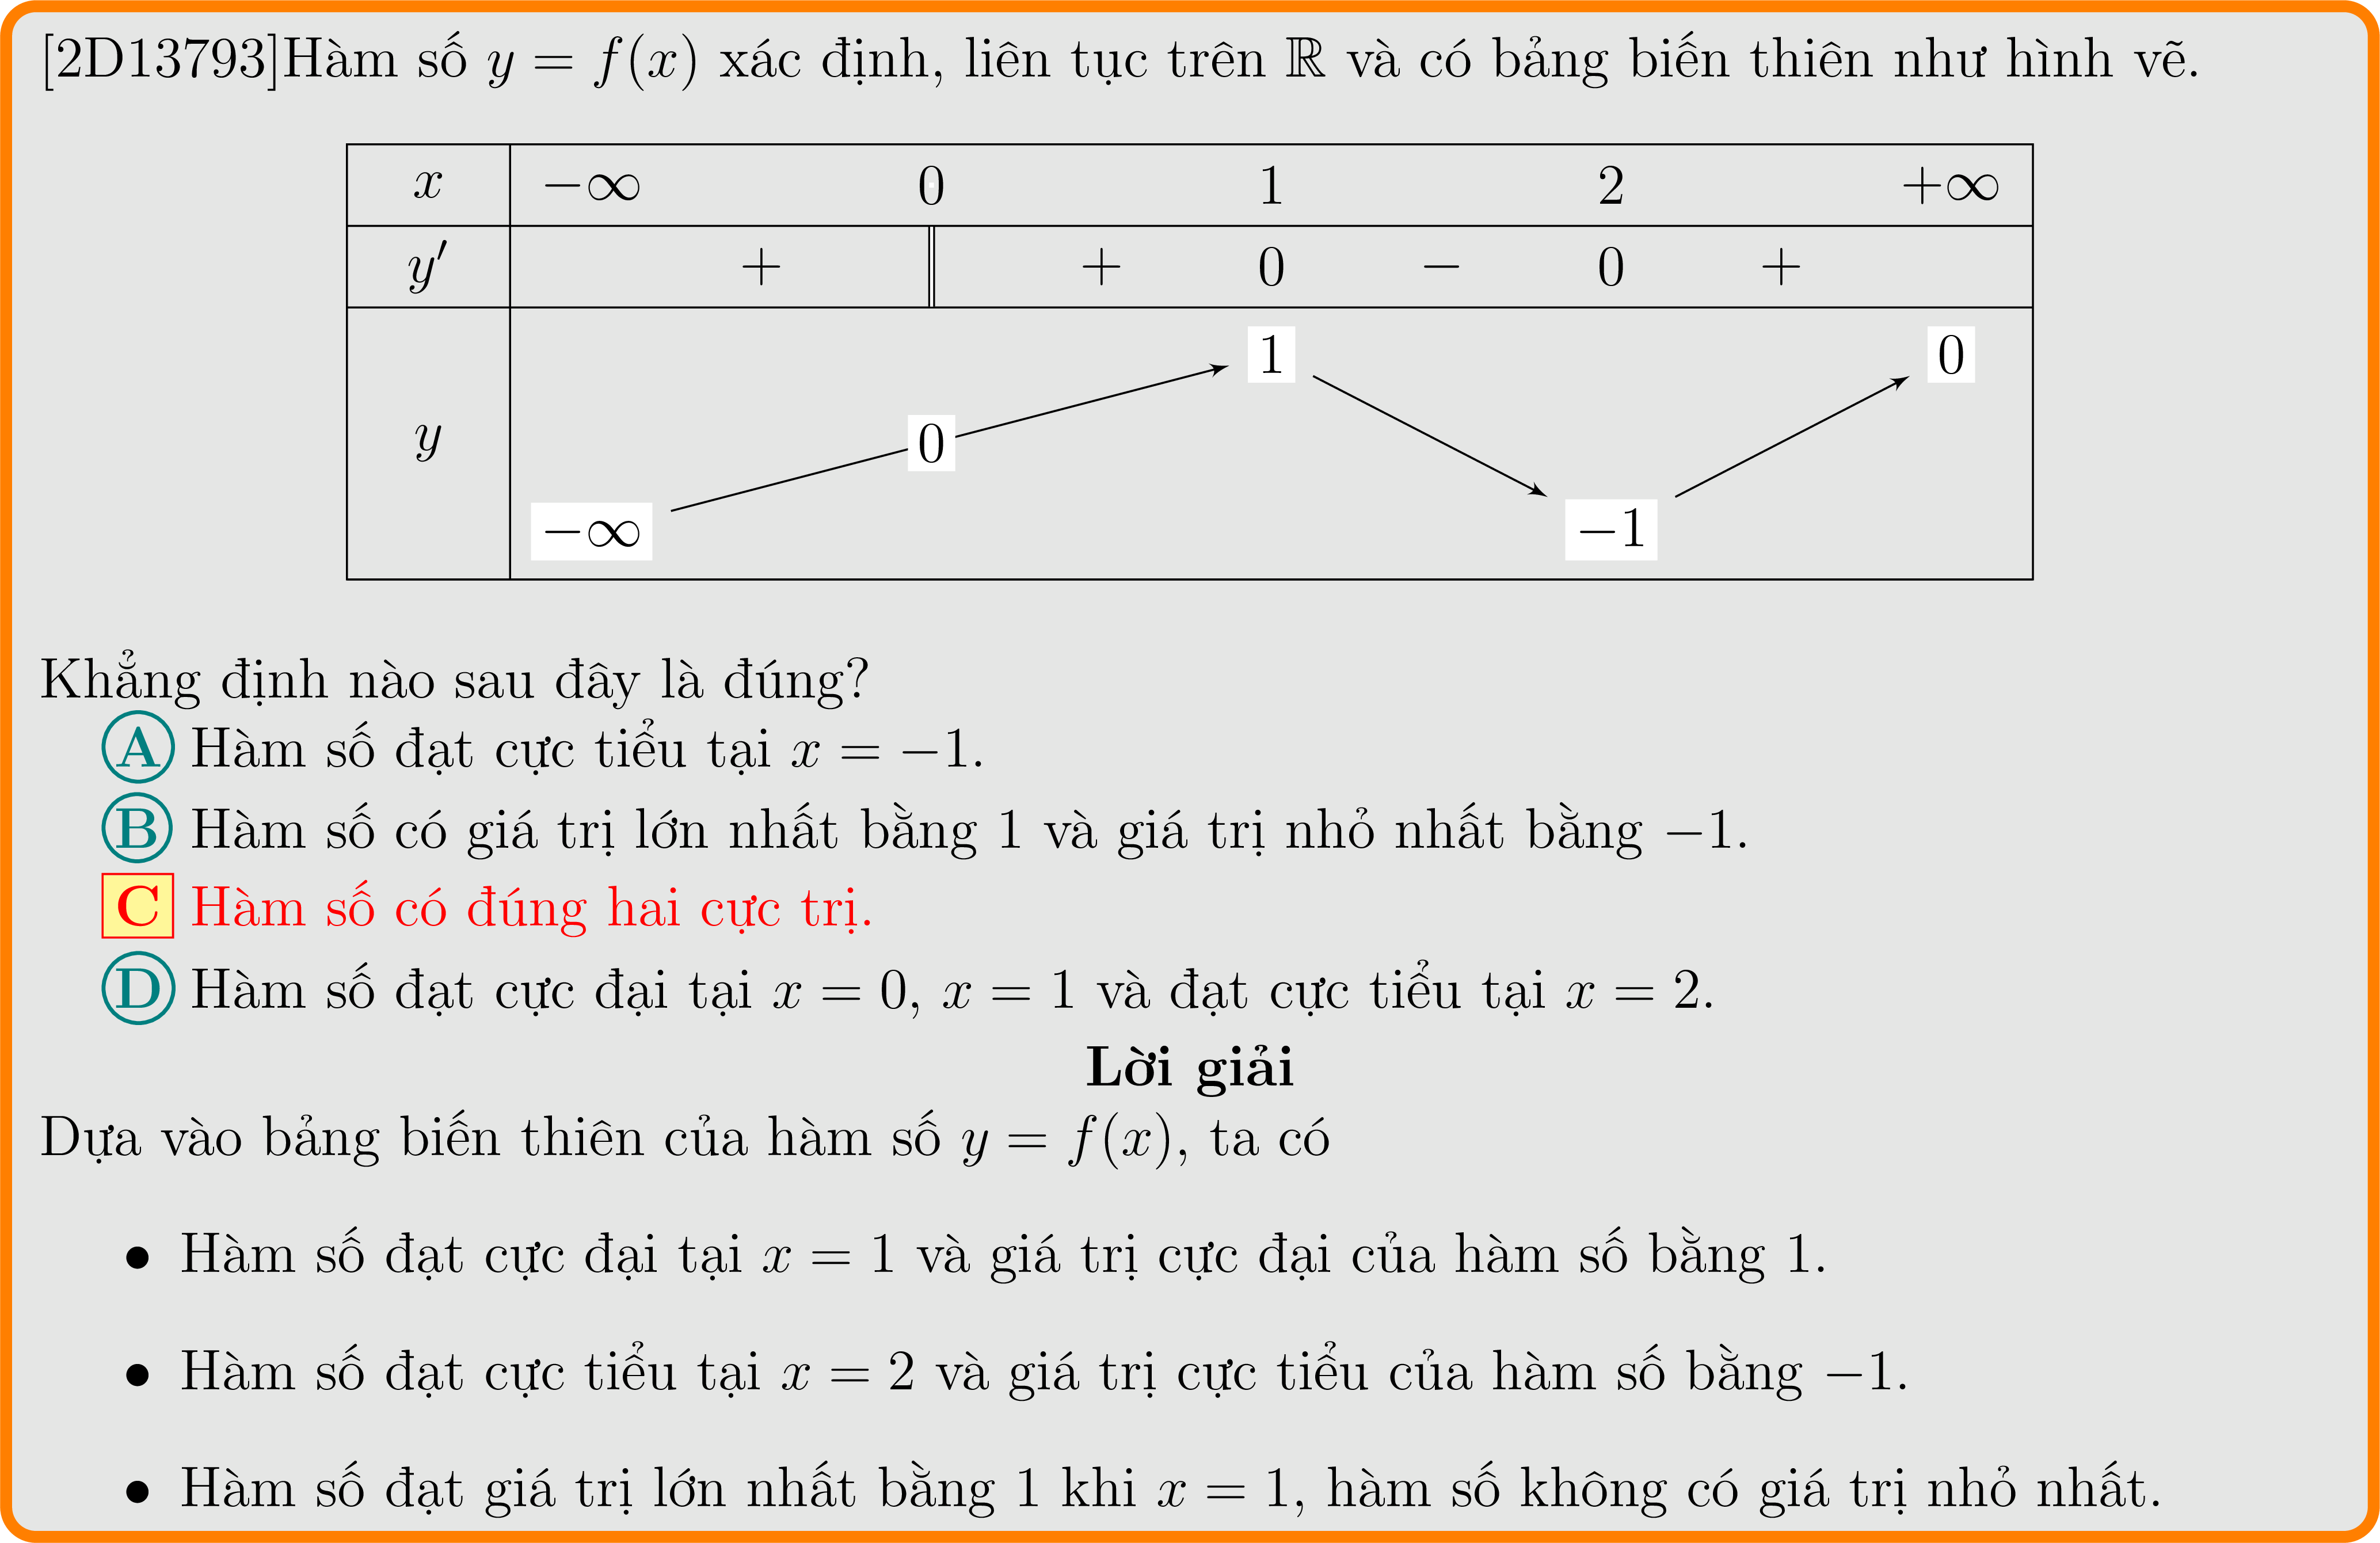 [2D13793]Hàm số y = f(x) xác định, liên tục trên ℝ và có bảng biến thiên như hình vẽ.
x −∞ 0 1 2 +∞
y′ + + 0 − 0 +
y −∞ 0 1 −1 0
Khẳng định nào sau đây là đúng?
A Hàm số đạt cực tiểu tại x = −1.
B Hàm số có giá trị lớn nhất bằng 1 và giá trị nhỏ nhất bằng −1.
C Hàm số có đúng hai cực trị.
D Hàm số đạt cực đại tại x = 0, x = 1 và đạt cực tiểu tại x = 2.
Lời giải
Dựa vào bảng biến thiên của hàm số y = f(x), ta có
• Hàm số đạt cực đại tại x = 1 và giá trị cực đại của hàm số bằng 1.
• Hàm số đạt cực tiểu tại x = 2 và giá trị cực tiểu của hàm số bằng −1.
• Hàm số đạt giá trị lớn nhất bằng 1 khi x = 1, hàm số không có giá trị nhỏ nhất.